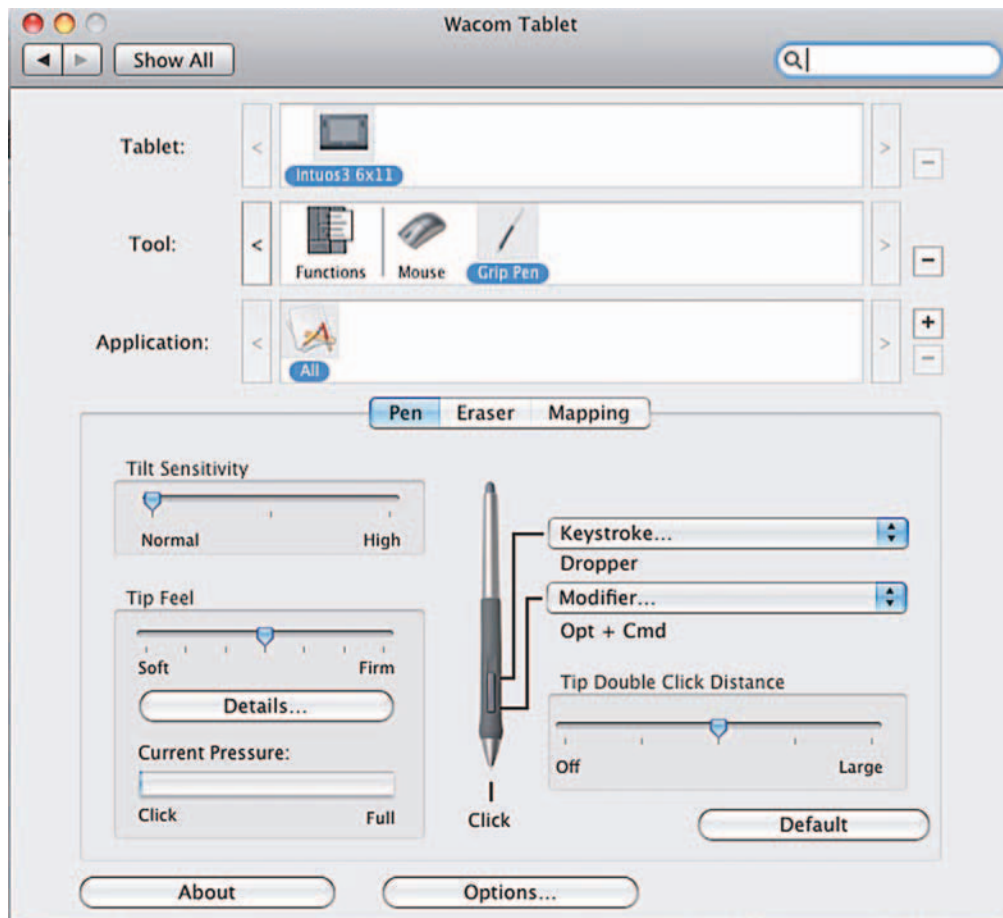 Wacom Tablet
Show All
Tablet:
Intuos3 6x11
Tool:
Functions Mouse Grip Pen
Application:
All
Pen Eraser Mapping
Tilt Sensitivity
Normal High
Keystroke...
Dropper
Modifier...
Opt + Cmd
Tip Feel
Soft Firm
Details...
Current Pressure:
Click Full
Tip Double Click Distance
Off Large
Click
Default
About Options...